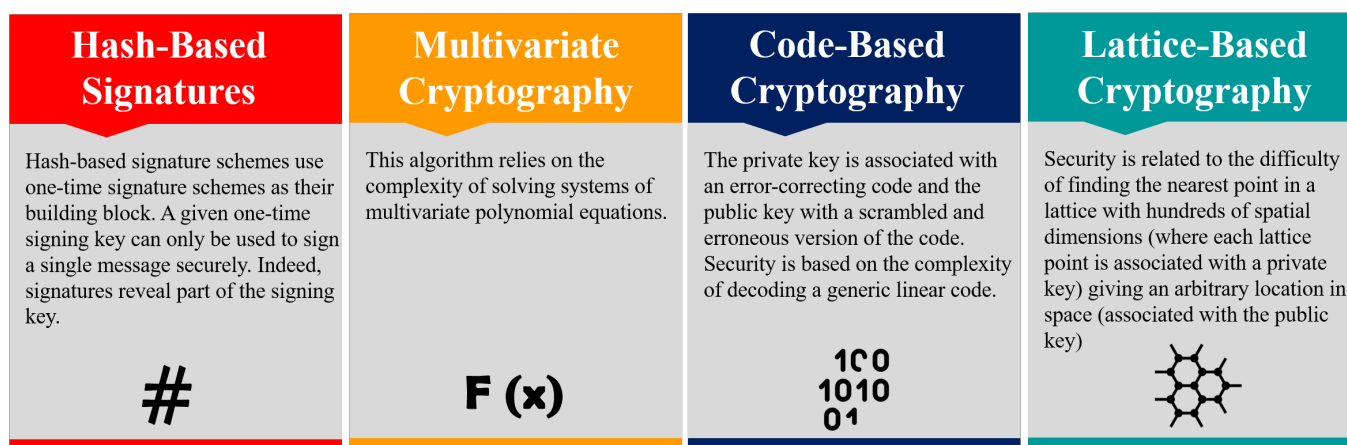 Hash-Based
Signatures
Hash-based signature schemes use
one-time signature schemes as their
building block. A given one-time
signing key can only be used to sign
a single message securely. Indeed,
signatures reveal part of the signing
key.
#
Multivariate
Cryptography
This algorithm relies on the
complexity of solving systems of
multivariate polynomial equations.
F (x)
Code-Based
Cryptography
The private key is associated with
an error-correcting code and the
public key with a scrambled and
erroneous version of the code.
Security is based on the complexity
of decoding a generic linear code.
100
1010
01
Lattice-Based
Cryptography
Security is related to the difficulty
of finding the nearest point in a
lattice with hundreds of spatial
dimensions (where each lattice
point is associated with a private
key) giving an arbitrary location in
space (associated with the public
key)